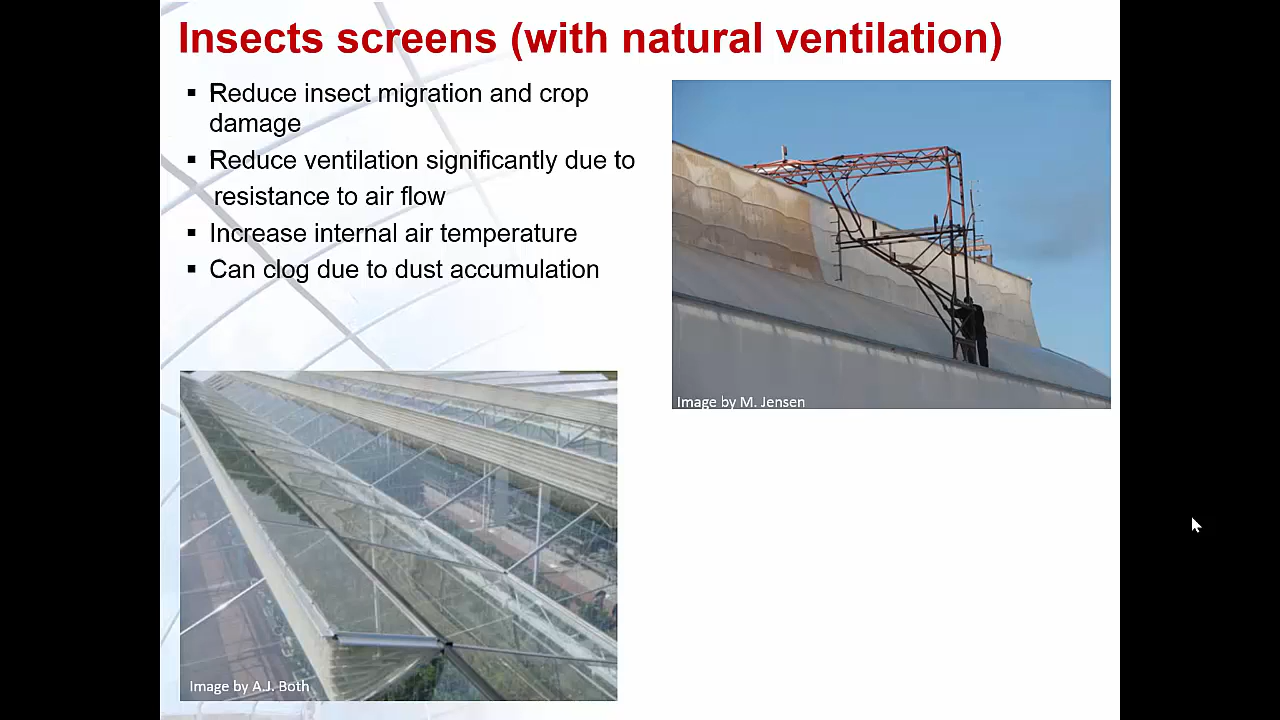 Insects screens (with natural ventilation)
▪ Reduce insect migration and crop
damage
▪ Reduce ventilation significantly due to
resistance to air flow
▪ Increase internal air temperature
▪ Can clog due to dust accumulation
Image by M. Jensen
Image by A.J. Both